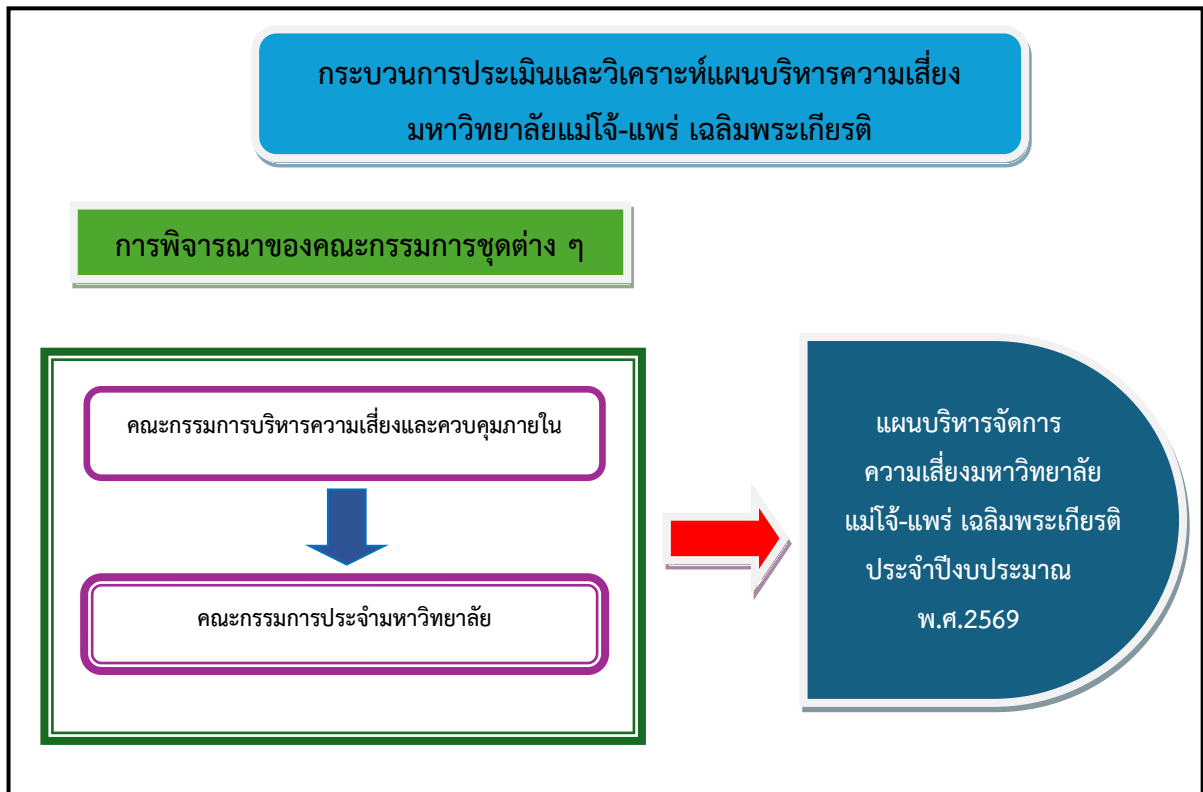 กระบวนการประเมินและวิเคราะห์แผนบริหารความเสี่ยง
มหาวิทยาลัยแม่โจ้-แพร่ เฉลิมพระเกียรติ
การพิจารณาของคณะกรรมการชุดต่าง ๆ
คณะกรรมการบริหารความเสี่ยงและควบคุมภายใน
คณะกรรมการประจำมหาวิทยาลัย
แผนบริหารจัดการ
ความเสี่ยงมหาวิทยาลัย
แม่โจ้-แพร่ เฉลิมพระเกียรติ
ประจำปีงบประมาณ
พ.ศ.2569